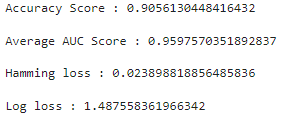 Accuracy Score : 0.9056130448416432
Average AUC Score : 0.9597570351892837
Hamming loss : 0.023898818856485836
Log loss : 1.487558361966342